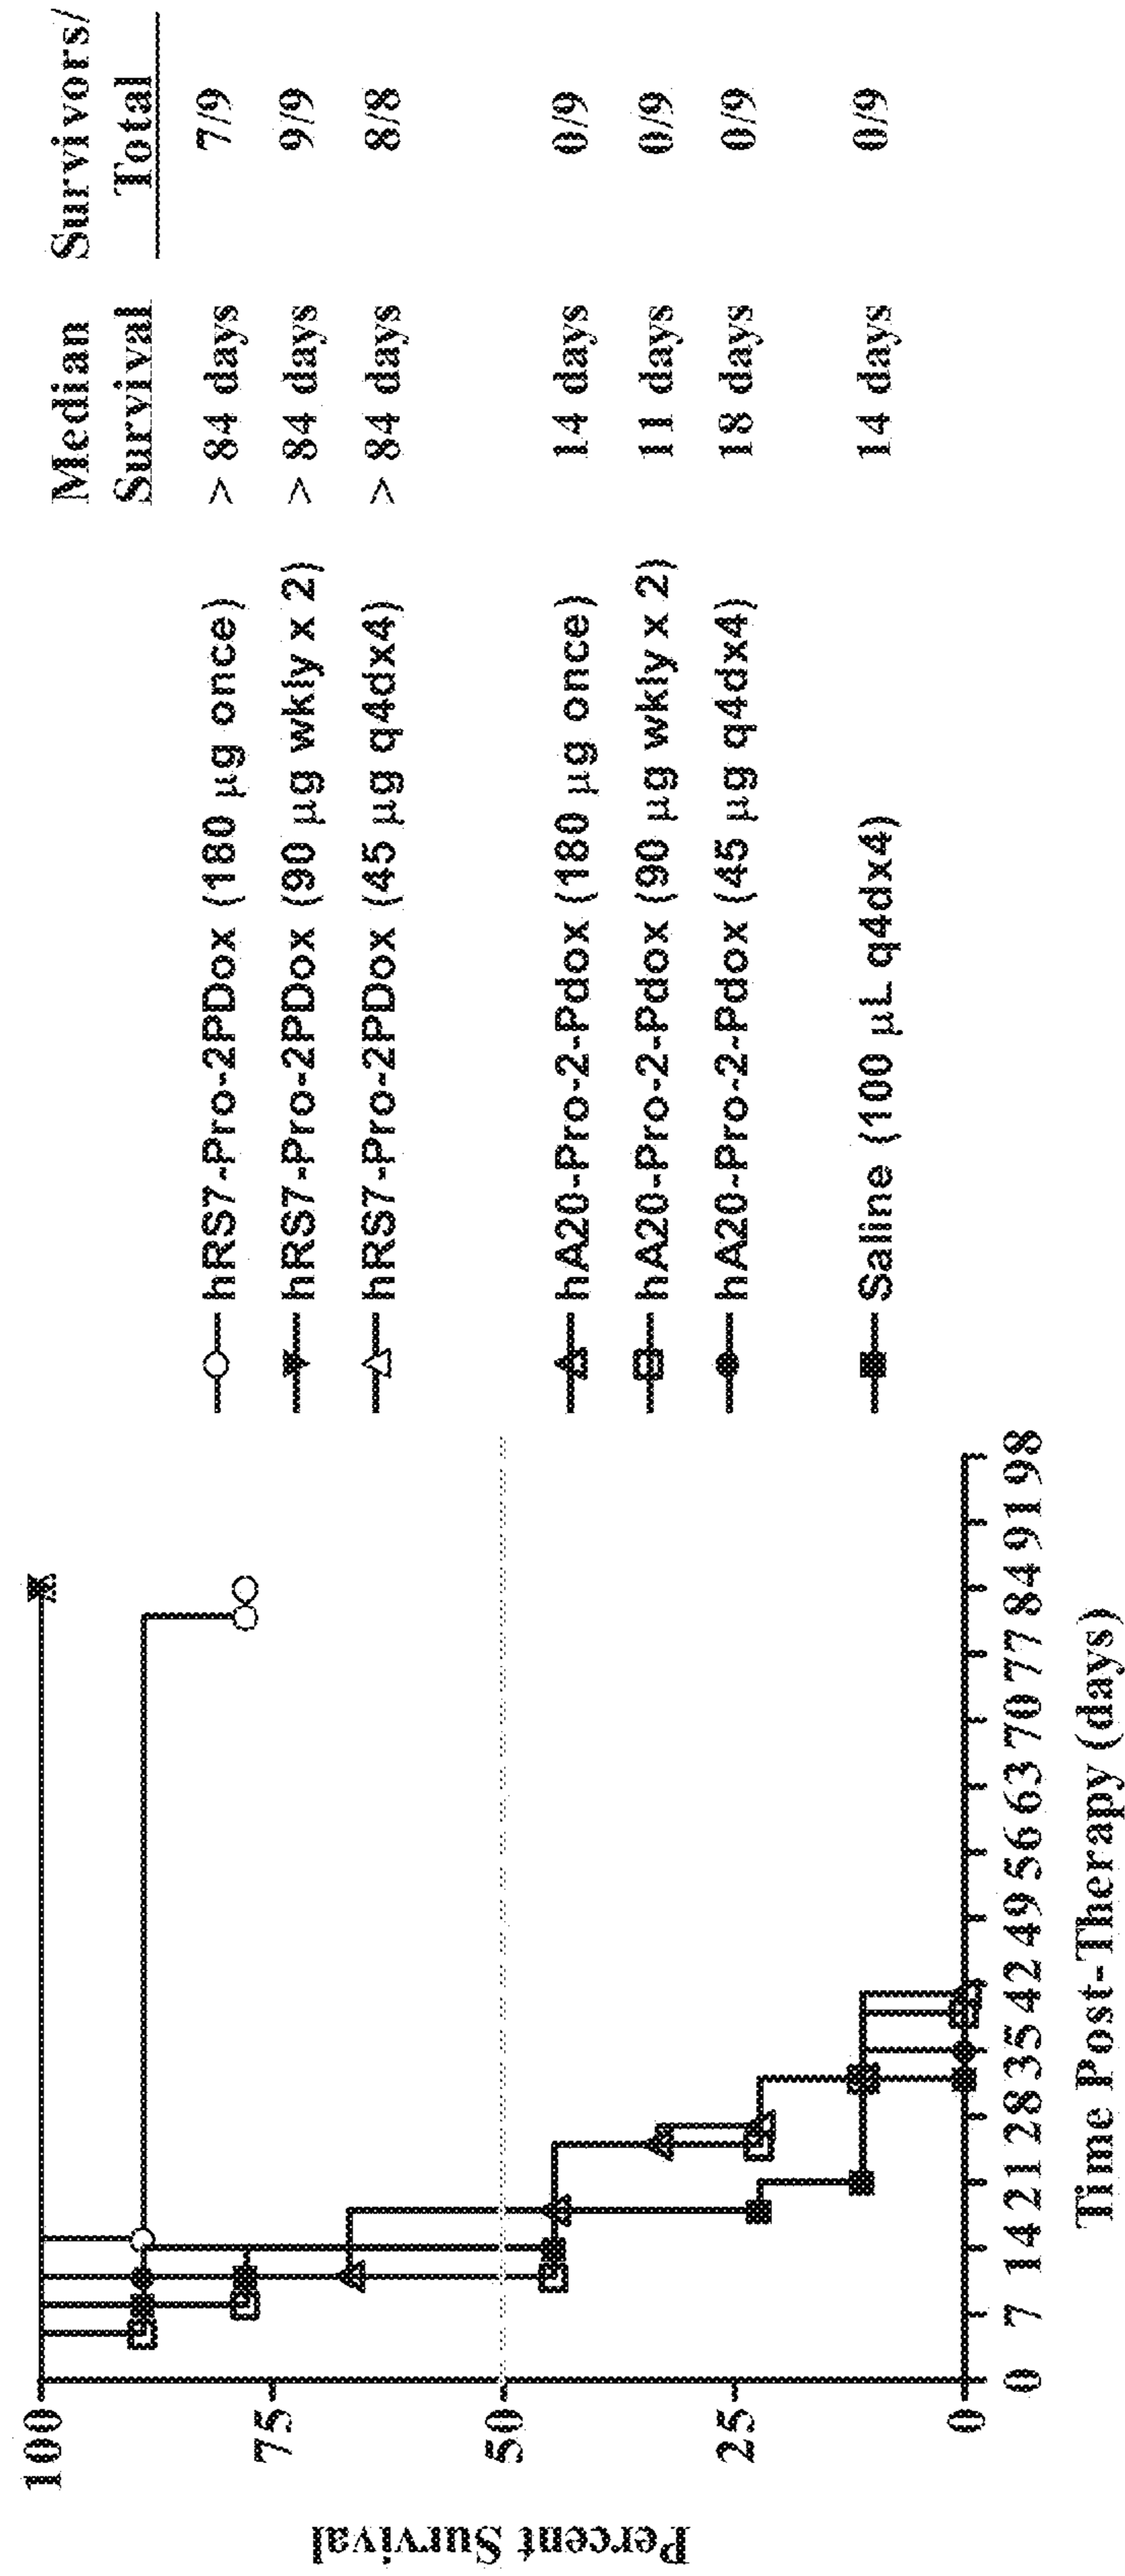 Percent Survival
100
75
50
25
0
0 7 14 21 28 35 42 49 56 63 70 77 84 91 98
Time Post-Therapy (days)
Median Survivors/
Survival Total
hRS7-Pro-2PDox (180 µg once) > 84 days 7/9
hRS7-Pro-2PDox (90 µg wkly x 2) > 84 days 9/9
hRS7-Pro-2PDox (45 µg q4dx4) > 84 days 8/8
hA20-Pro-2-Pdox (180 µg once) 14 days 0/9
hA20-Pro-2-Pdox (90 µg wkly x 2) 11 days 0/9
hA20-Pro-2-Pdox (45 µg q4dx4) 18 days 0/9
Saline (100 µL q4dx4) 14 days 0/9